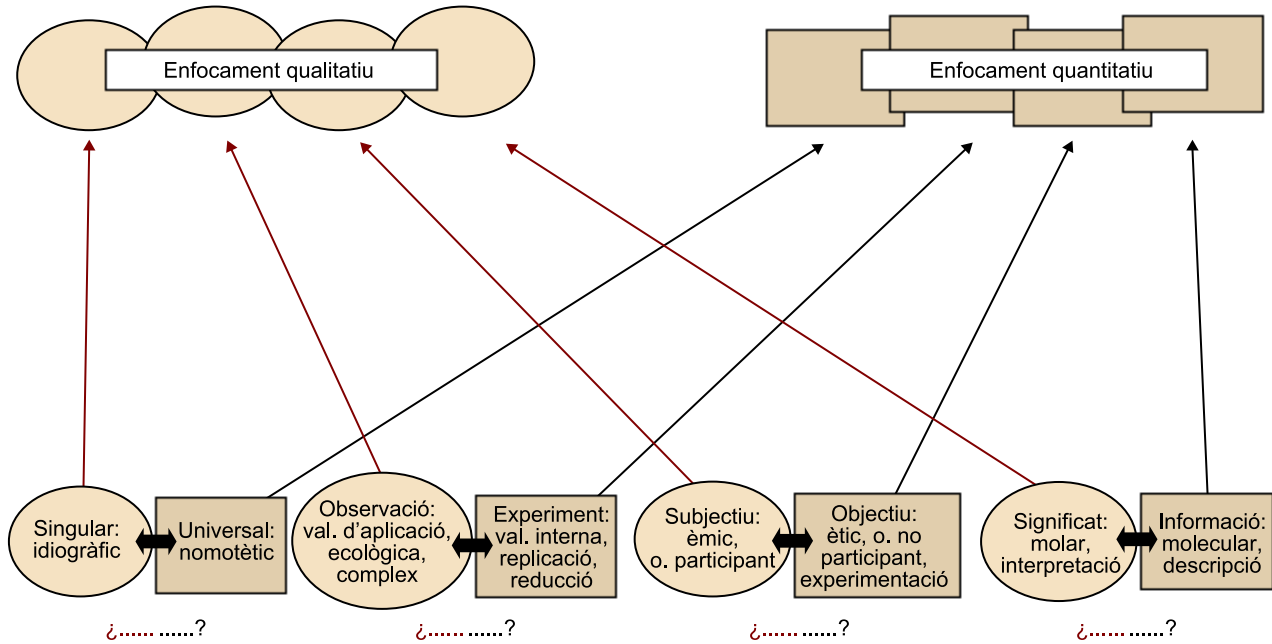 Enfocament qualitatiu
Enfocament quantitatiu
Singular:
idiogràfic
Universal:
nomotètic
Observació:
val. d’aplicació,
ecològica,
complex
Experiment:
val. interna,
replicació,
reducció
Subjectiu:
èmic,
o. participant
Objectiu:
ètic, o. no
participant,
experimentació
Significat:
molar,
interpretació
Informació:
molecular,
descripció
¿...... ......?
¿...... ......?
¿...... ......?
¿...... ......?